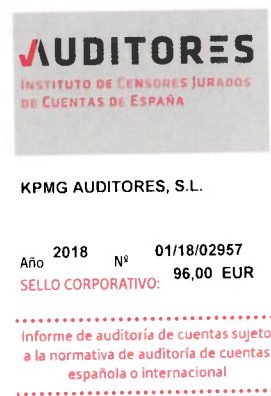 AUDITORES
INSTITUTO DE CENSORES JURADOS
DE CUENTAS DE ESPAÑA
KPMG AUDITORES, S.L.
Año 2018 Nº 01/18/02957
SELLO CORPORATIVO: 96,00 EUR
Informe de auditoría de cuentas sujeto
a la normativa de auditoría de cuentas
española o internacional